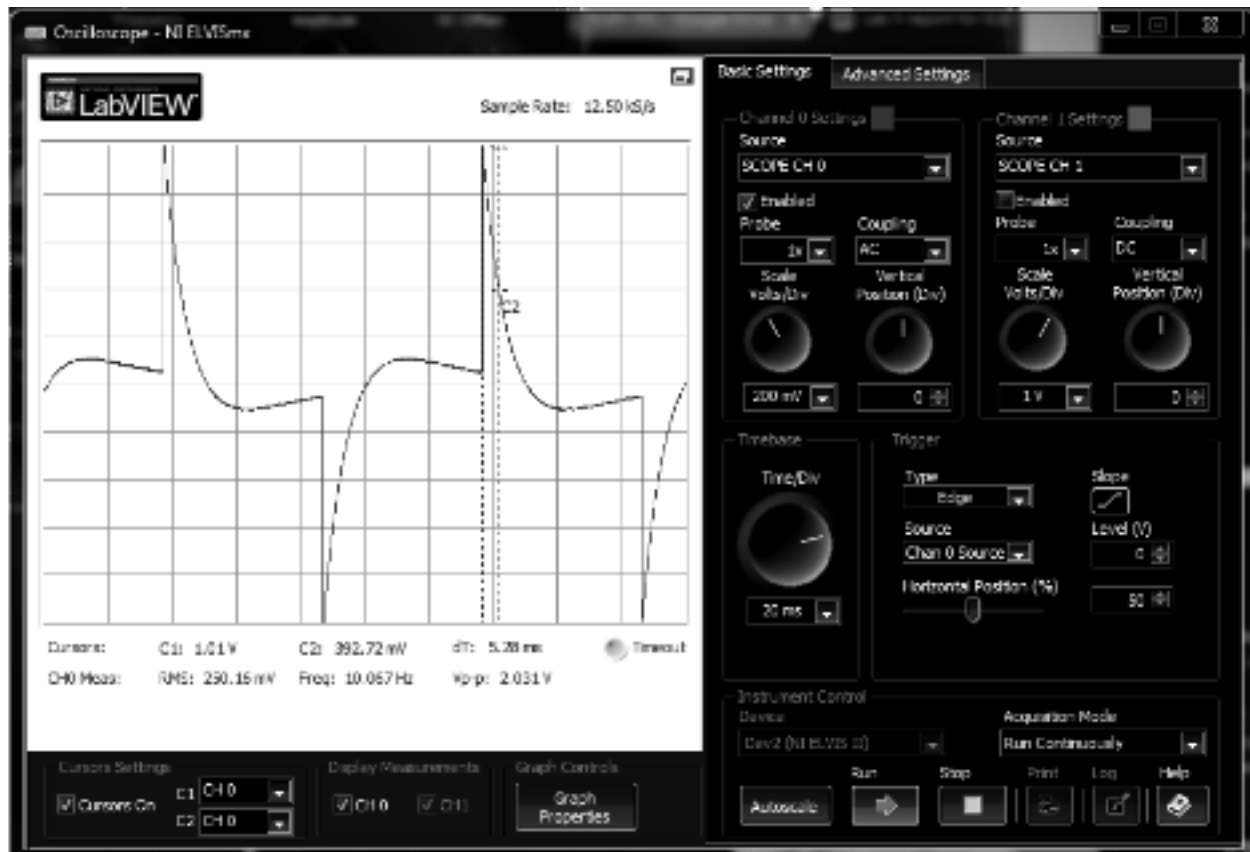 Oscilloscope - NI ELVISmx
LabVIEW
Sample Rate: 12.50 kS/s
C2
Cursors: C1: 1.01 V C2: 392.72 mV dT: 5.28 ms Timeout
CH0 Meas: RMS: 250.16 mV Freq: 10.067 Hz Vp-p: 2.031 V
Cursors Settings
Cursors On
C1 CH 0
C2 CH 0
Display Measurements
CH 0 CH 1
Graph Controls
Graph
Properties
Basic Settings Advanced Settings
Channel 0 Settings
Source
SCOPE CH 0
Enabled
Probe Coupling
1x AC
Scale Vertical
Volts/Div Position (Div)
200 mV 0
Channel 1 Settings
Source
SCOPE CH 1
Enabled
Probe Coupling
1x DC
Scale Vertical
Volts/Div Position (Div)
1 V 0
Timebase
Time/Div
20 ms
Trigger
Type Slope
Edge
Source Level (V)
Chan 0 Source 0
Horizontal Position (%)
50
Instrument Control
Device Acquisition Mode
Dev2 (NI ELVIS II) Run Continuously
Run Stop Print Log Help
Autoscale